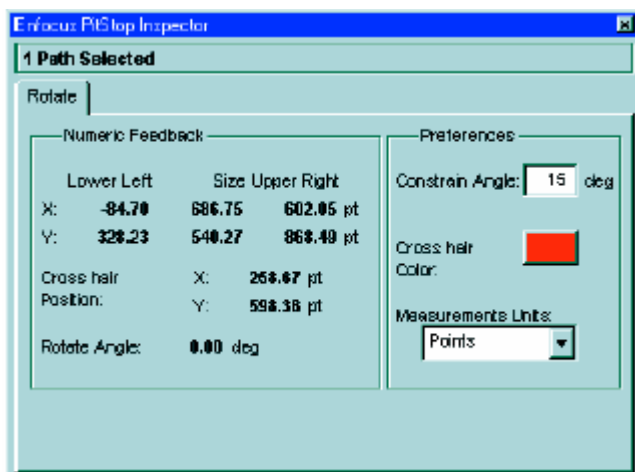 Enfocus PitStop Inspector
1 Path Selected
Rotate
Numeric Feedback
Lower Left Size Upper Right
X: -84.70 686.75 602.05 pt
Y: 328.23 540.27 868.49 pt
Cross hair Position:
X: 258.67 pt
Y: 598.36 pt
Rotate Angle: 0.00 deg
Preferences
Constrain Angle: 15 deg
Cross hair Color:
Measurements Units:
Points